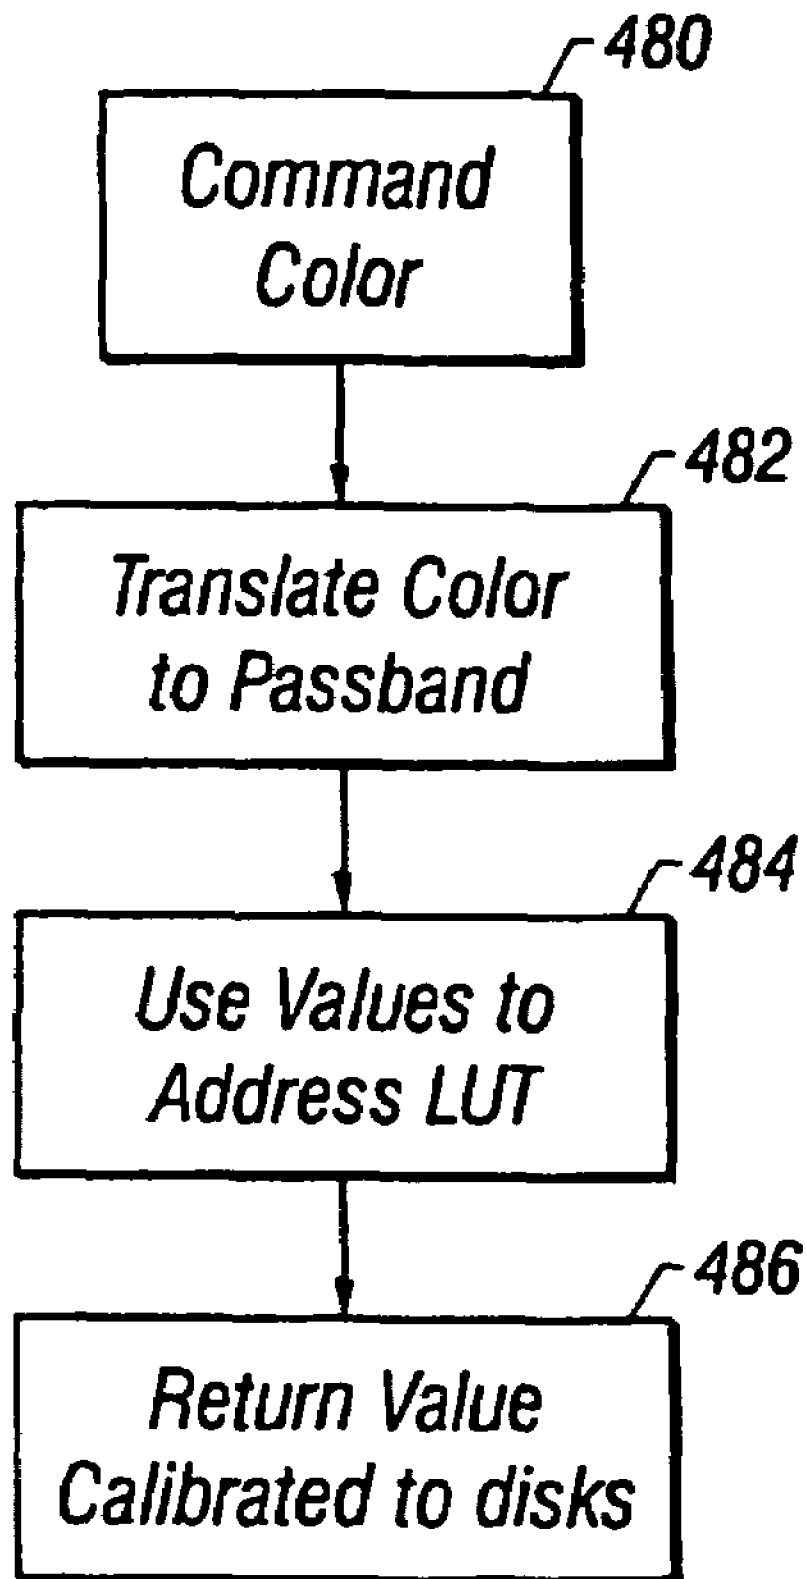 480
Command
Color
482
Translate Color
to Passband
484
Use Values to
Address LUT
486
Return Value
Calibrated to disks